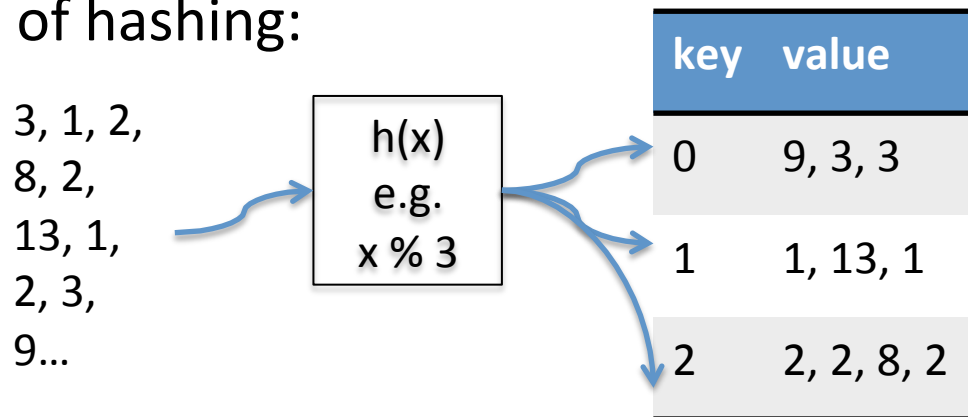 of hashing:
3, 1, 2,
8, 2,
13, 1,
2, 3,
9...
h(x)
e.g.
x % 3
key value
0 9, 3, 3
1 1, 13, 1
2 2, 2, 8, 2